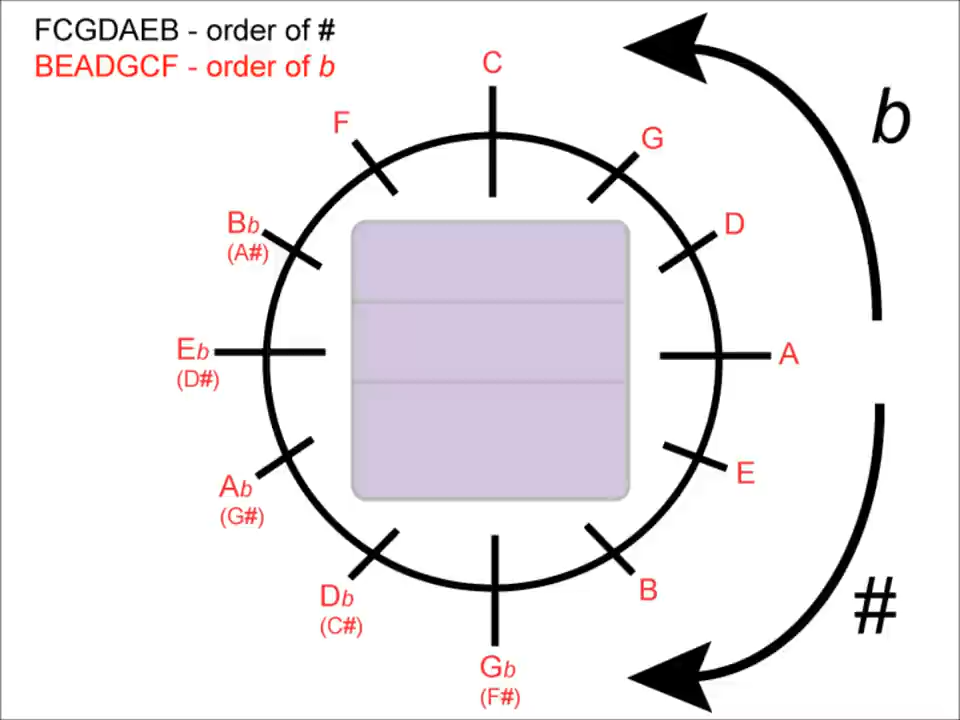 FCGDAEB - order of #
BEADGCF - order of b
C
F
G
b
Bb
(A#)
D
Eb
(D#)
A
Ab
(G#)
E
Db
(C#)
B
#
Gb
(F#)